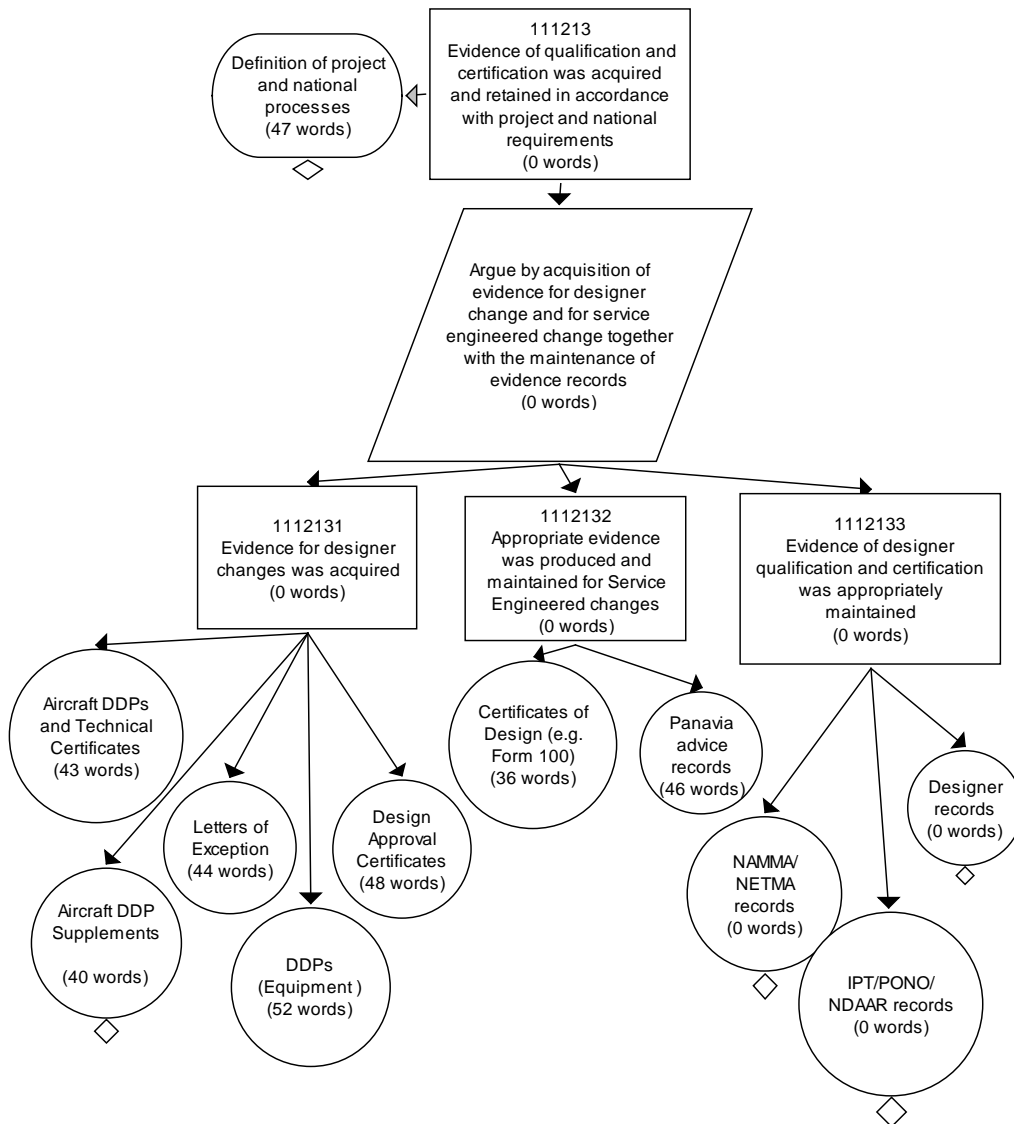 111213
Evidence of qualification and
certification was acquired
and retained in accordance
with project and national
requirements
(0 words)
Definition of project
and national
processes
(47 words)
Argue by acquisition of
evidence for designer
change and for service
engineered change together
with the maintenance of
evidence records
(0 words)
1112131
Evidence for designer
changes was acquired
(0 words)
1112132
Appropriate evidence
was produced and
maintained for Service
Engineered changes
(0 words)
1112133
Evidence of designer
qualification and certification
was appropriately
maintained
(0 words)
Aircraft DDPs
and Technical
Certificates
(43 words)
Aircraft DDP
Supplements
(40 words)
Letters of
Exception
(44 words)
DDPs
(Equipment )
(52 words)
Design
Approval
Certificates
(48 words)
Certificates of
Design (e.g.
Form 100)
(36 words)
Panavia
advice
records
(46 words)
NAMMA/
NETMA
records
(0 words)
IPT/PONO/
NDAAR records
(0 words)
Designer
records
(0 words)